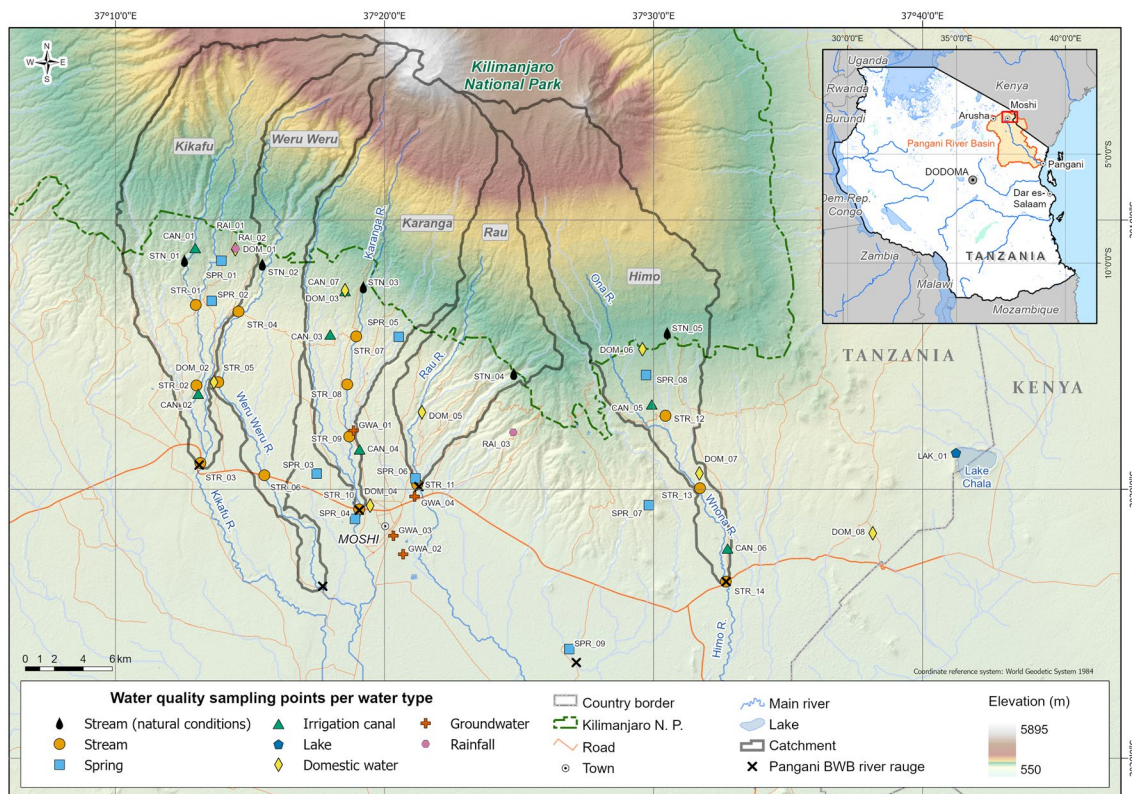 37°10'0"E
37°20'0"E
37°30'0"E
37°40'0"E
N
W
E
S
Kilimanjaro
National Park
Kikafu
Weru Weru
Karanga
Rau
Himo
Karanga R.
Ona R.
Rau R.
Weru Weru R.
Kikafu R.
Wnona R.
Himo R.
CAN_01
RAI_01
RAI_02
DOM_01
STN_01
SPR_01
STN_02
STR_01
SPR_02
STR_04
CAN_07
DOM_03
STN_03
CAN_03
SPR_05
STR_07
STN_05
DOM_06
DOM_02
STR_05
STR_02
CAN_02
STR_08
STN_04
SPR_08
CAN_05
STR_12
DOM_05
GWA_01
STR_09
CAN_04
RAI_03
STR_03
SPR_03
STR_06
SPR_06
STR_11
DOM_07
STR_13
LAK_01
Lake
Chala
STR_10
DOM_04
SPR_04
GWA_04
GWA_03
GWA_02
MOSHI
SPR_07
CAN_06
DOM_08
STR_14
SPR_09
TANZANIA
KENYA
30°0'0"E
35°0'0"E
40°0'0"E
5°0'0"S
10°0'0"S
Uganda
Rwanda
Burundi
Kenya
Moshi
Arusha
Pangani River Basin
Pangani
DODOMA
Dar es-
Salaam
Dem.Rep.
Congo
Zambia
TANZANIA
Malawi
Mozambique
0 1 2 4 6 km
Coordinate reference system: World Geodetic System 1984
Water quality sampling points per water type
Stream (natural conditions)
Stream
Spring
Irrigation canal
Lake
Domestic water
Groundwater
Rainfall
Country border
Kilimanjaro N. P.
Road
Town
Main river
Lake
Catchment
Pangani BWB river rauge
Elevation (m)
5895
550